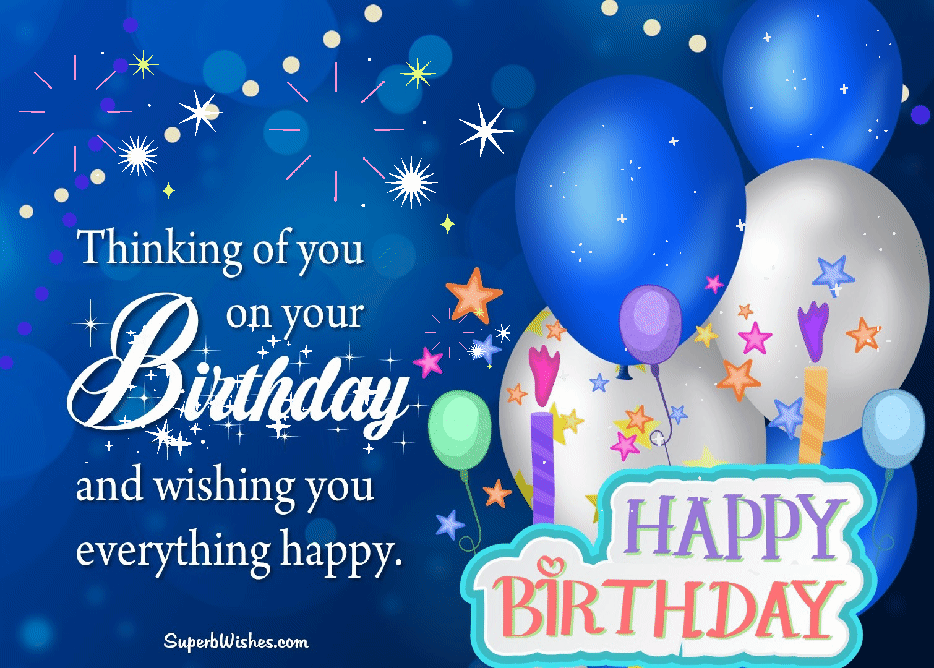 Thinking of you
on your
Birthday
and wishing you
everything happy.
SuperbWishes.com
HAPPY
BIRTHDAY